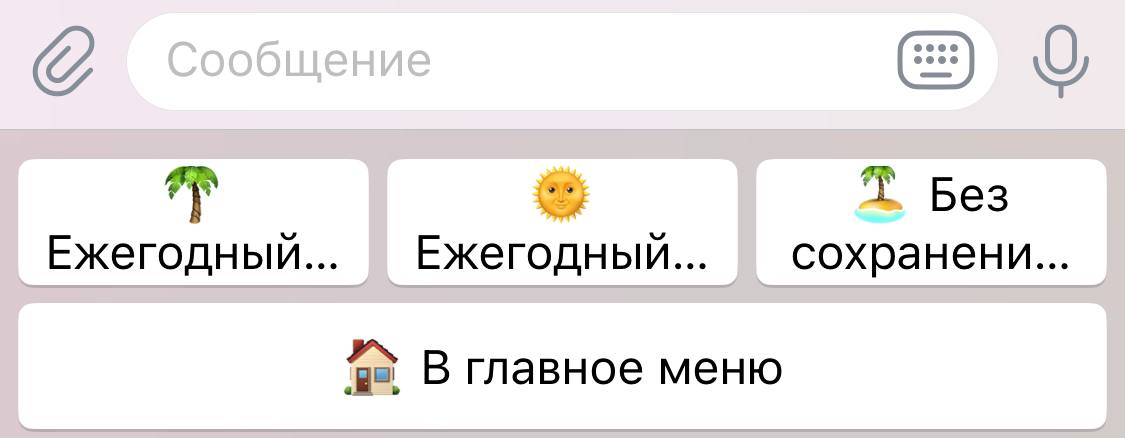 Сообщение
🌴
Ежегодный...
🌞
Ежегодный...
🏝 Без
сохранени...
🏠 В главное меню